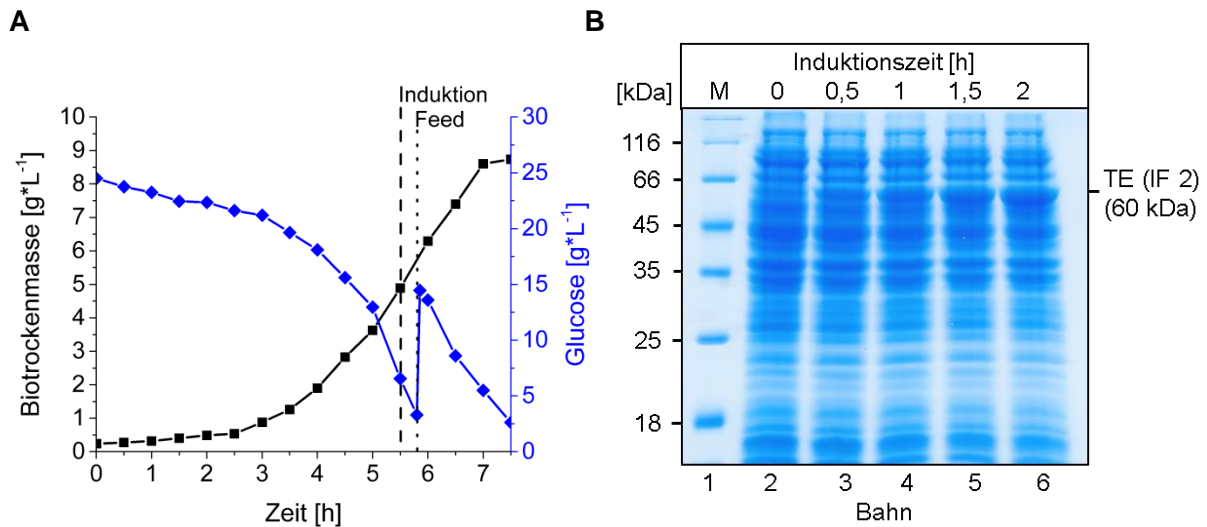 A
Induktion
Feed
10
9
8
7
6
5
4
3
2
1
0
Biotrockenmasse [g*L⁻¹]
30
25
20
15
10
5
0
Glucose [g*L⁻¹]
0 1 2 3 4 5 6 7
Zeit [h]
B
Induktionszeit [h]
[kDa] M 0 0,5 1 1,5 2
116
66
45
35
25
18
TE (IF 2)
(60 kDa)
1 2 3 4 5 6
Bahn